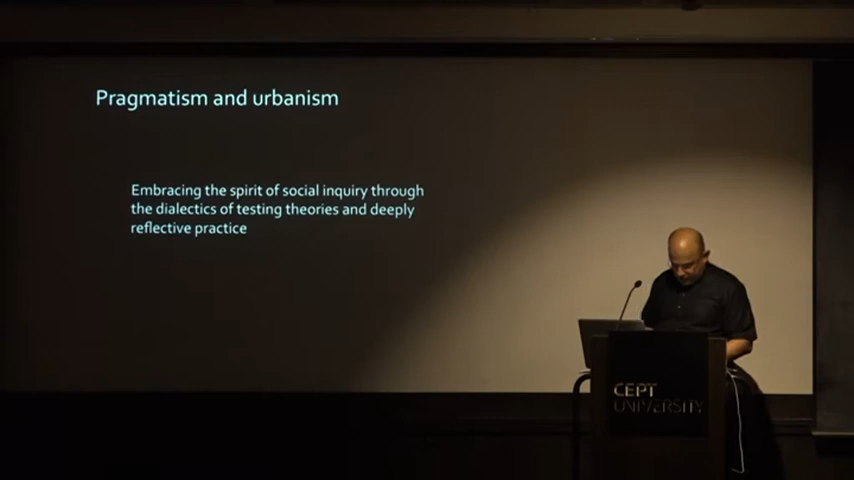 Pragmatism and urbanism
Embracing the spirit of social inquiry through
the dialectics of testing theories and deeply
reflective practice
CEPT
UNIVERSITY